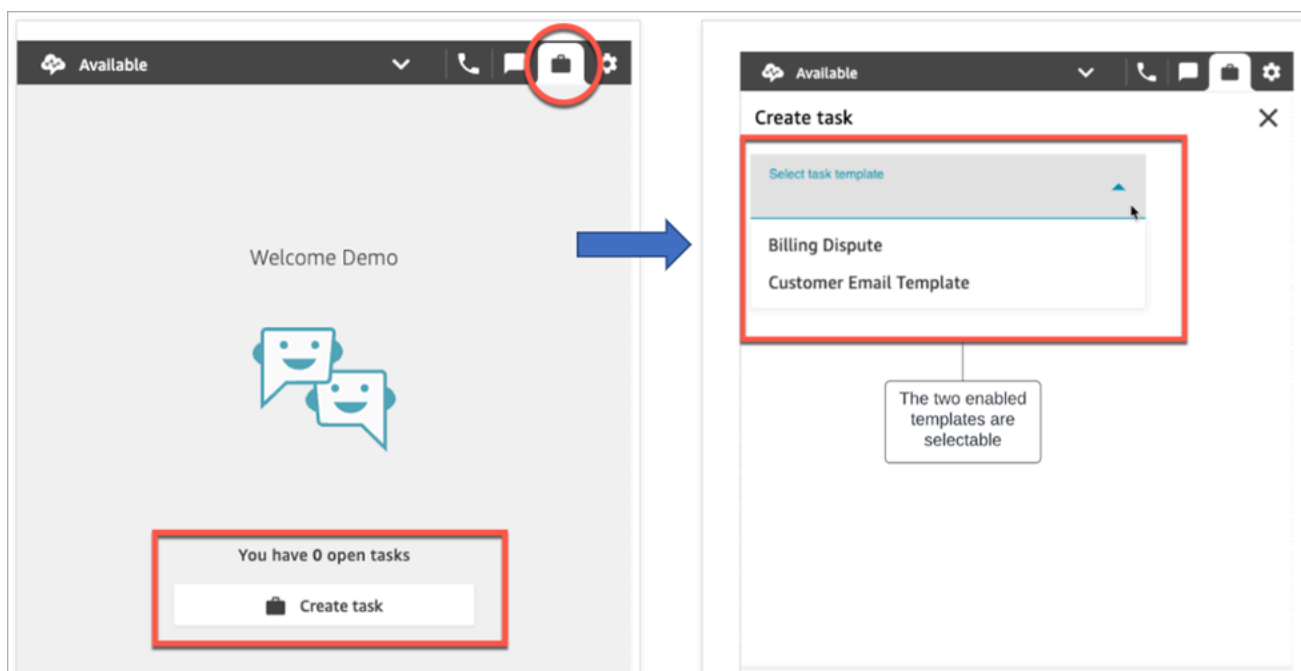 Available
Welcome Demo
You have 0 open tasks
Create task
Available
Create task
Select task template
Billing Dispute
Customer Email Template
The two enabled
templates are
selectable